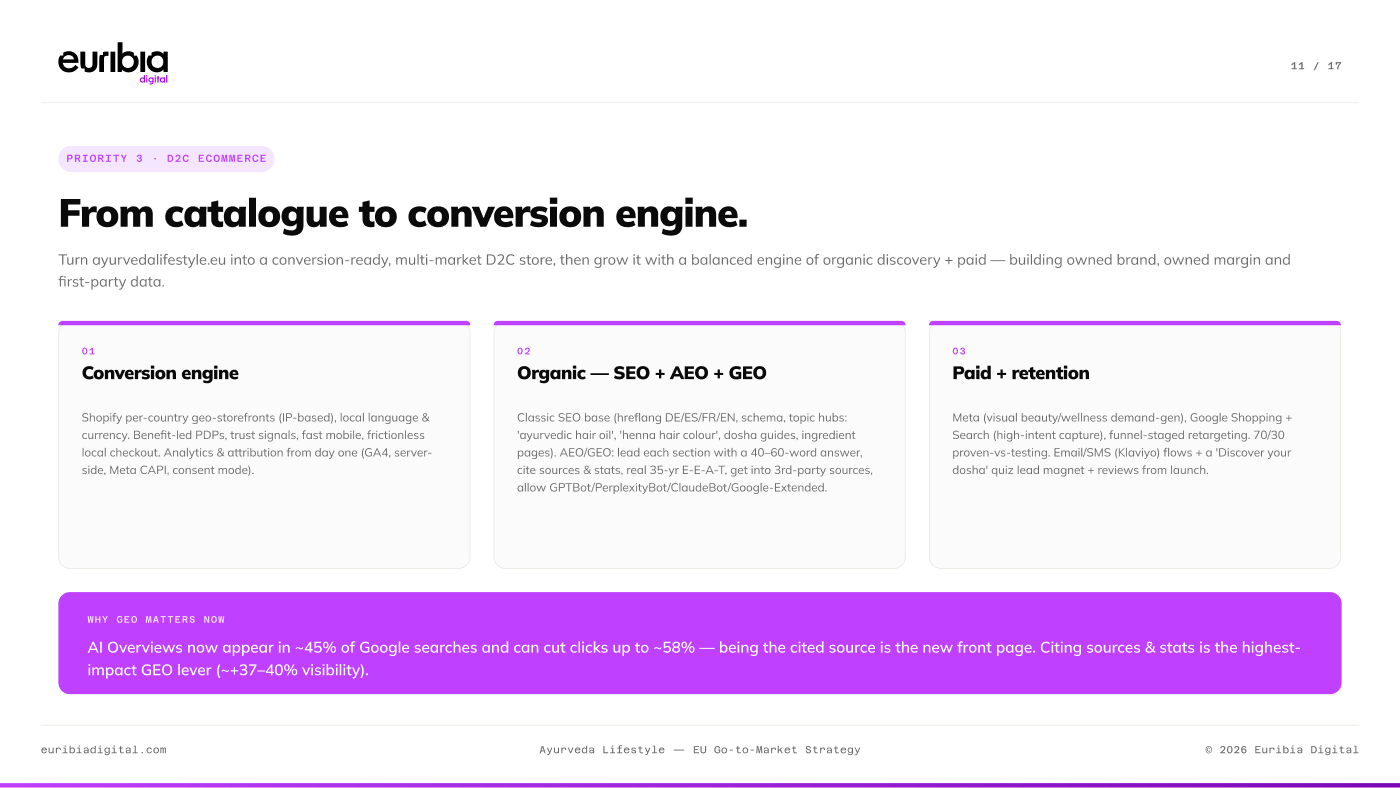 euribia
digital
11 / 17
PRIORITY 3 · D2C ECOMMERCE
From catalogue to conversion engine.
Turn ayurvedalifestyle.eu into a conversion-ready, multi-market D2C store, then grow it with a balanced engine of organic discovery + paid — building owned brand, owned margin and
first-party data.
01
Conversion engine
Shopify per-country geo-storefronts (IP-based), local language &
currency. Benefit-led PDPs, trust signals, fast mobile, frictionless
local checkout. Analytics & attribution from day one (GA4, server-
side, Meta CAPI, consent mode).
02
Organic — SEO + AEO + GEO
Classic SEO base (hreflang DE/ES/FR/EN, schema, topic hubs:
'ayurvedic hair oil', 'henna hair colour', dosha guides, ingredient
pages). AEO/GEO: lead each section with a 40–60-word answer,
cite sources & stats, real 35-yr E-E-A-T, get into 3rd-party sources,
allow GPTBot/PerplexityBot/ClaudeBot/Google-Extended.
03
Paid + retention
Meta (visual beauty/wellness demand-gen), Google Shopping +
Search (high-intent capture), funnel-staged retargeting. 70/30
proven-vs-testing. Email/SMS (Klaviyo) flows + a 'Discover your
dosha' quiz lead magnet + reviews from launch.
WHY GEO MATTERS NOW
AI Overviews now appear in ~45% of Google searches and can cut clicks up to ~58% — being the cited source is the new front page. Citing sources & stats is the highest-
impact GEO lever (~+37–40% visibility).
euribiadigital.com
Ayurveda Lifestyle — EU Go-to-Market Strategy
© 2026 Euribia Digital